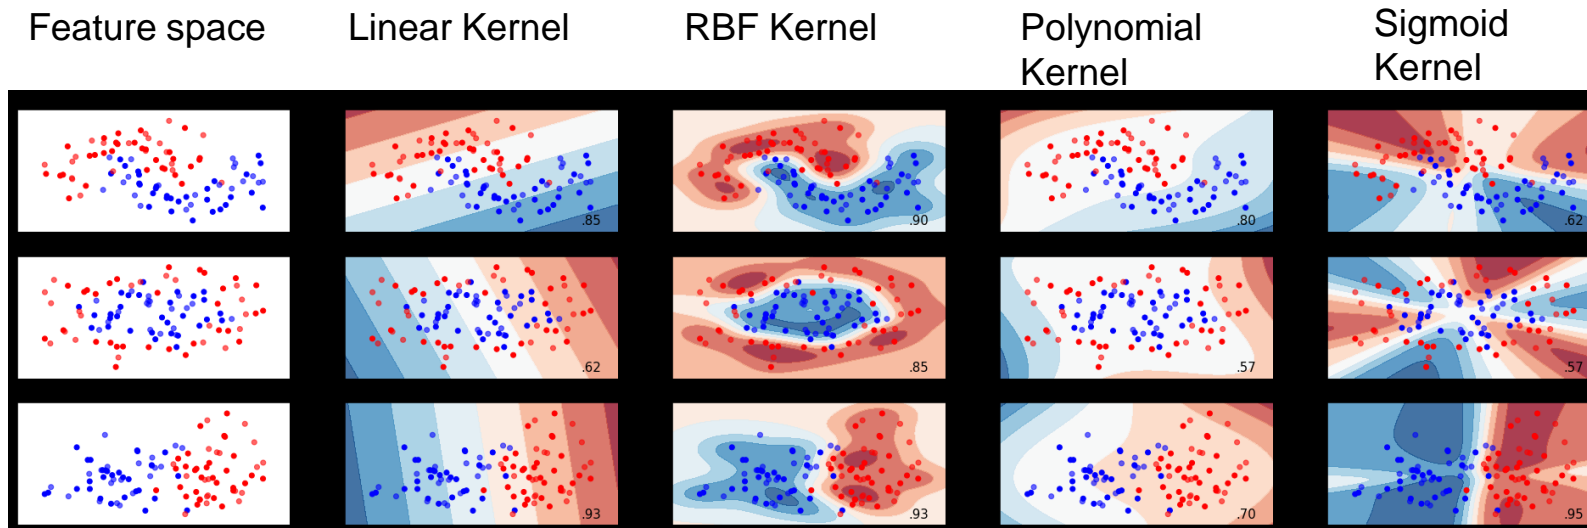 Feature space
Linear Kernel
RBF Kernel
Polynomial
Kernel
Sigmoid
Kernel
.85
.90
.80
.62
.62
.85
.57
.57
.93
.93
.70
.95